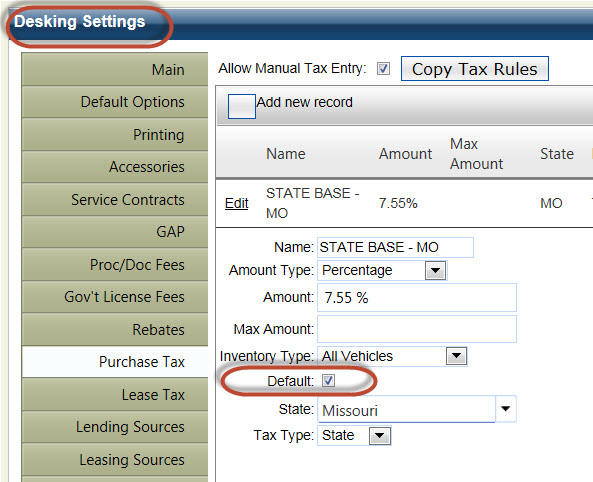 Desking Settings
Main
Default Options
Printing
Accessories
Service Contracts
GAP
Proc/Doc Fees
Gov't License Fees
Rebates
Purchase Tax
Lease Tax
Lending Sources
Leasing Sources
Allow Manual Tax Entry: Copy Tax Rules
Add new record
Name Amount Max Amount State
Edit STATE BASE - MO 7.55% MO
Name: STATE BASE - MO
Amount Type: Percentage
Amount: 7.55 %
Max Amount:
Inventory Type: All Vehicles
Default:
State: Missouri
Tax Type: State